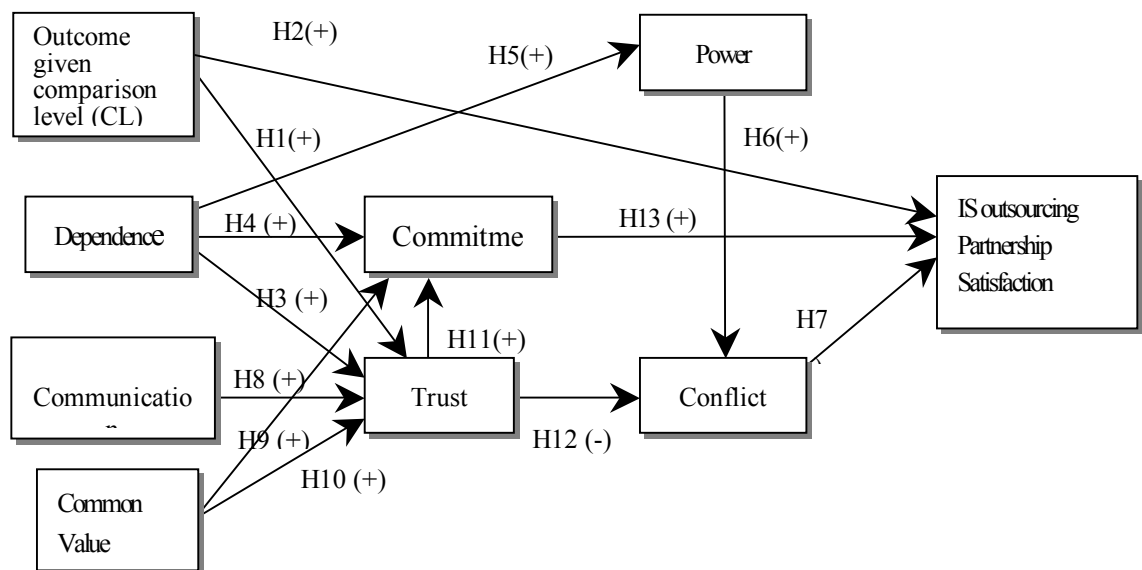 Outcome
given
comparison
level (CL)
H2(+)
H5(+)
Power
H1(+)
H6(+)
Dependence
H4 (+)
Commitme
H13 (+)
IS outsourcing
Partnership
Satisfaction
H3 (+)
H11(+)
H7
Communicatio
H8 (+)
Trust
Conflict
H9 (+)
H12 (-)
H10 (+)
Common
Value